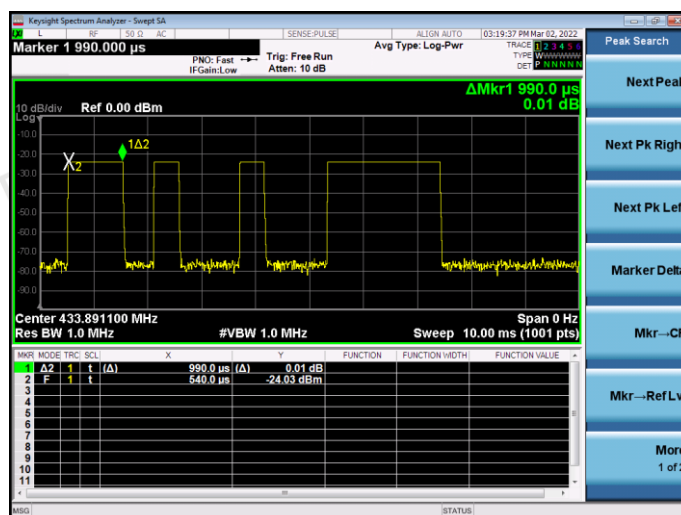 Keysight Spectrum Analyzer - Swept SA
L RF 50 Ω AC SENSE:PULSE ALIGN AUTO 03:19:37 PM Mar 02, 2022
Marker 1 990.000 µs
PNO: Fast
IFGain:Low
Trig: Free Run
Atten: 10 dB
Avg Type: Log-Pwr
TRACE 1 2 3 4 5 6
TYPE WWWWWW
DET P N N N N N
ΔMkr1 990.0 µs
0.01 dB
10 dB/div Ref 0.00 dBm
Log
-10.0
-20.0
-30.0
-40.0
-50.0
-60.0
-70.0
-80.0
-90.0
1Δ2
2
Center 433.891100 MHz Span 0 Hz
Res BW 1.0 MHz #VBW 1.0 MHz Sweep 10.00 ms (1001 pts)
MKR MODE TRC SCL X Y FUNCTION FUNCTION WIDTH FUNCTION VALUE
1 Δ2 1 t (Δ) 990.0 µs (Δ) 0.01 dB
2 F 1 t 540.0 µs -24.03 dBm
3
4
5
6
7
8
9
10
11
MSG STATUS
Peak Search
Next Peak
Next Pk Righ
Next Pk Lef
Marker Delta
Mkr→CF
Mkr→Ref Lv
More
1 of 2